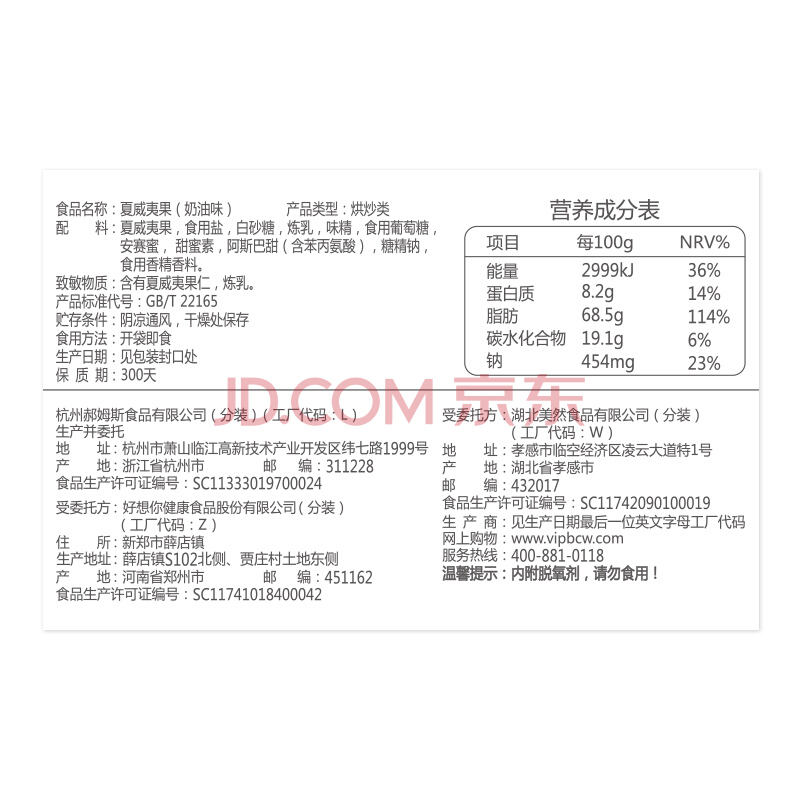 食品名称：夏威夷果（奶油味） 产品类型：烘炒类
配 料：夏威夷果，食用盐，白砂糖，炼乳，味精，食用葡萄糖，
安赛蜜， 甜蜜素，阿斯巴甜（含苯丙氨酸），糖精钠，
食用香精香料。
致敏物质：含有夏威夷果仁，炼乳。
产品标准代号：GB/T 22165
贮存条件：阴凉通风，干燥处保存
食用方法：开袋即食
生产日期：见包装封口处
保 质 期：300天
营养成分表
项目 每100g NRV%
能量 2999kJ 36%
蛋白质 8.2g 14%
脂肪 68.5g 114%
碳水化合物 19.1g 6%
钠 454mg 23%
JD.COM 京东
杭州郝姆斯食品有限公司（分装）（工厂代码：L）
生产并委托
地 址：杭州市萧山临江高新技术产业开发区纬七路1999号
产 地：浙江省杭州市 邮 编：311228
食品生产许可证编号：SC11333019700024
受委托方：好想你健康食品股份有限公司（分装）
（工厂代码：Z）
住 所：新郑市薛店镇
生产地址：薛店镇S102北侧、贾庄村土地东侧
产 地：河南省郑州市 邮 编：451162
食品生产许可证编号：SC11741018400042
受委托方：湖北美然食品有限公司（分装）
（工厂代码：W）
地 址：孝感市临空经济区凌云大道特1号
产 地：湖北省孝感市
邮 编：432017
食品生产许可证编号：SC11742090100019
生 产 商：见生产日期最后一位英文字母工厂代码
网上购物：www.vipbcw.com
服务热线：400-881-0118
温馨提示：内附脱氧剂，请勿食用！